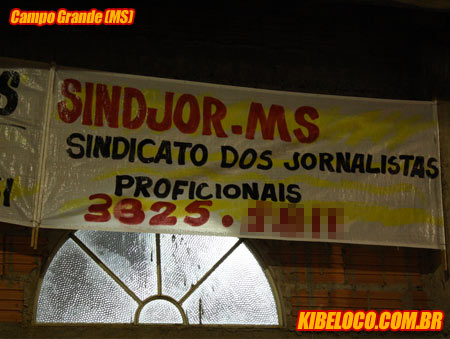 Campo Grande (MS)
S
SINDJOR-MS
SINDICATO DOS JORNALISTAS
PROFICIONAIS
3825.
KIBELOCO.COM.BR